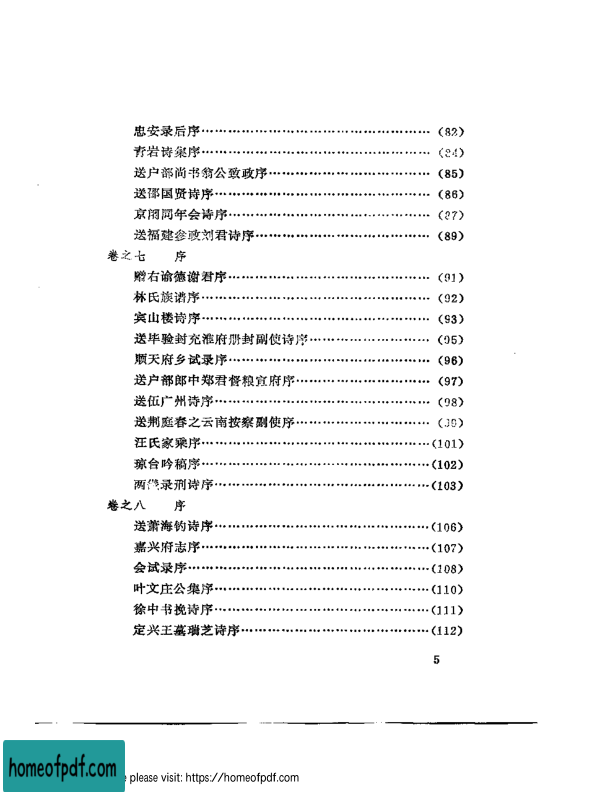 忠安录后序……………………………（82）
青岩诗集序……………………………（84）
送户部尚书翁公致政序………………（85）
送邵国贤诗序…………………………（86）
京闱同年会诗序………………………（87）
送福建参政刘君诗序…………………（89）
卷之七 序
赠右谕德谢君序………………………（91）
林氏族谱序……………………………（92）
宾山楼诗序……………………………（93）
送毕验封充淮府册封副使诗序………（95）
顺天府乡试录序………………………（96）
送户部郎中郑君督粮宣府序…………（97）
送伍广州诗序…………………………（98）
送荆庭春之云南按察副使序…………（99）
汪氏家乘序……………………………（101）
琼台吟稿序……………………………（102）
两录刑诗序……………………………（103）
卷之八 序
送萧海钓诗序…………………………（106）
嘉兴府志序……………………………（107）
会试录序………………………………（108）
叶文庄公集序…………………………（110）
徐中书挽诗序…………………………（111）
定兴王墓瑞芝诗序……………………（112）
5
homeofpdf.com
please visit: https://homeofpdf.com